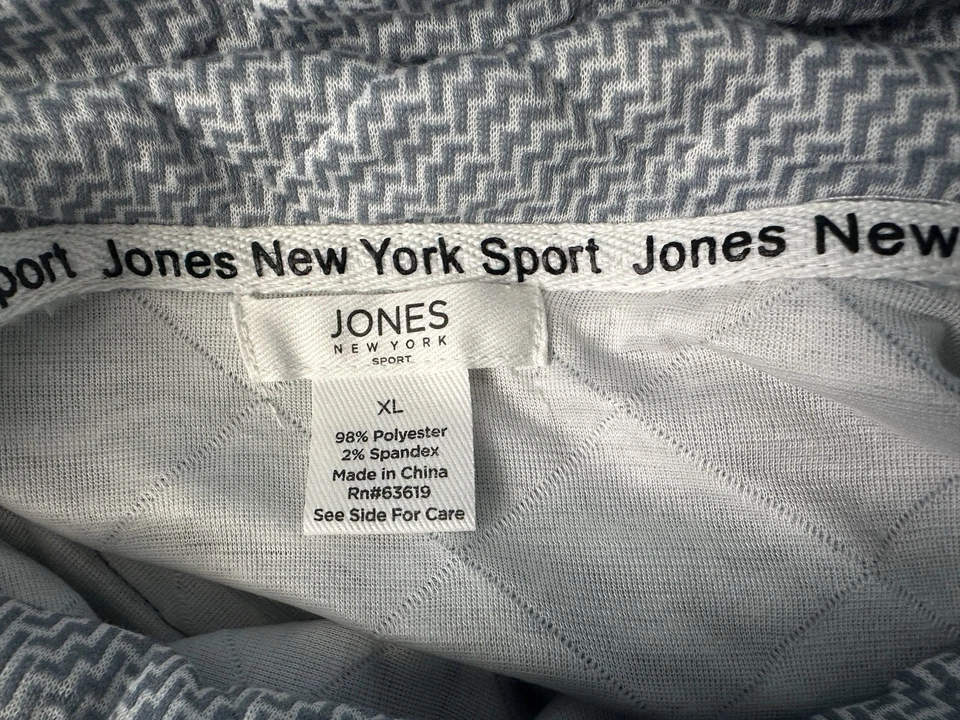 port Jones New York Sport Jones New
JONES
NEW YORK
SPORT
XL
98% Polyester
2% Spandex
Made in China
Rn#63619
See Side For Care